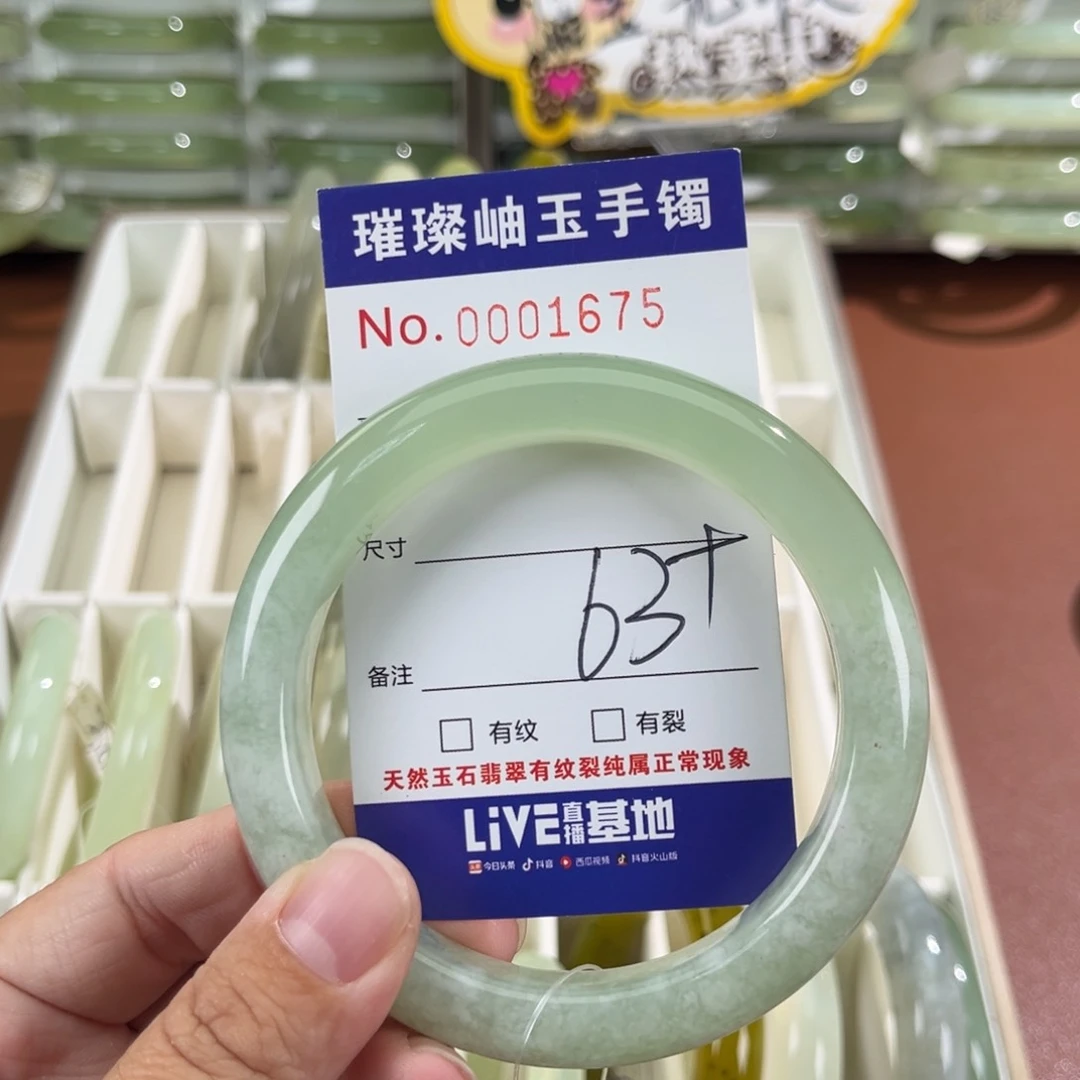 璀璨岫玉手镯
No. 0001675
尺寸
63↑
备注
□ 有纹 □ 有裂
天然玉石翡翠有纹裂纯属正常现象
LiVE直播基地
今日头条 抖音 西瓜视频 抖音火山版